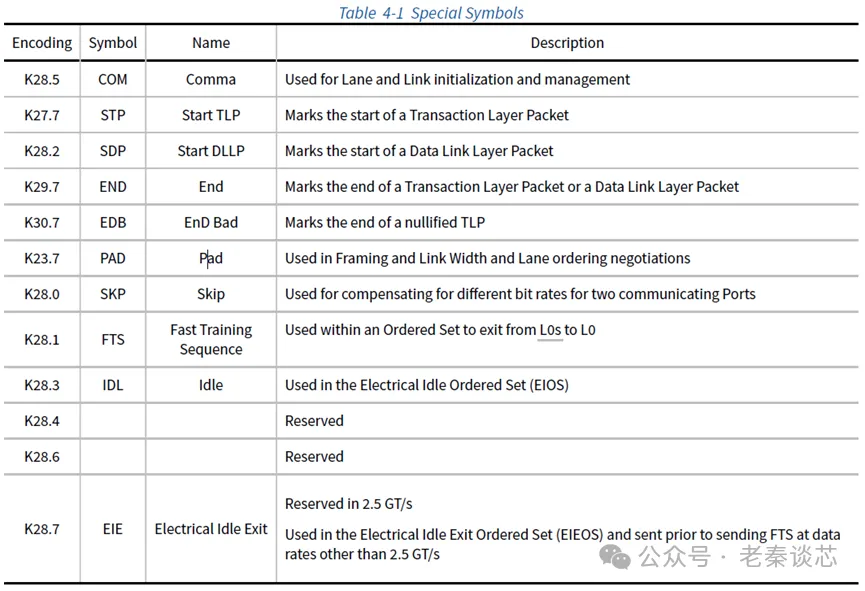 Table 4-1 Special Symbols
Encoding Symbol Name Description
K28.5 COM Comma Used for Lane and Link initialization and management
K27.7 STP Start TLP Marks the start of a Transaction Layer Packet
K28.2 SDP Start DLLP Marks the start of a Data Link Layer Packet
K29.7 END End Marks the end of a Transaction Layer Packet or a Data Link Layer Packet
K30.7 EDB EnD Bad Marks the end of a nullified TLP
K23.7 PAD Pad Used in Framing and Link Width and Lane ordering negotiations
K28.0 SKP Skip Used for compensating for different bit rates for two communicating Ports
K28.1 FTS Fast Training Used within an Ordered Set to exit from L0s to L0
Sequence
K28.3 IDL Idle Used in the Electrical Idle Ordered Set (EIOS)
K28.4 Reserved
K28.6 Reserved
Reserved in 2.5 GT/s
K28.7 EIE Electrical Idle Exit Used in the Electrical Idle Exit Ordered Set (EIEOS) and sent prior to sending FTS at data
rates other than 2.5 GT/s
公众号 · 老秦谈芯